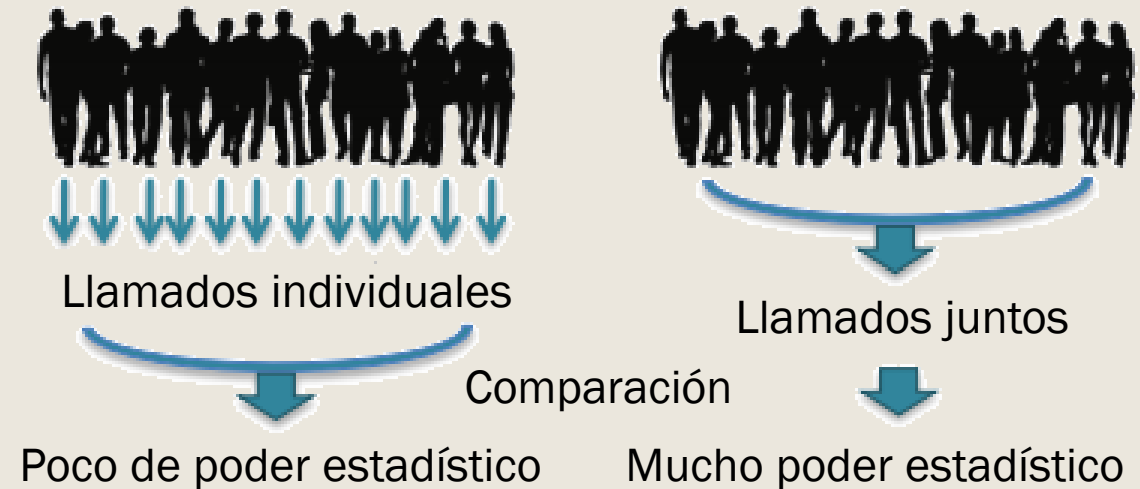 Llamados individuales
Llamados juntos
Comparación
Poco de poder estadístico
Mucho poder estadístico